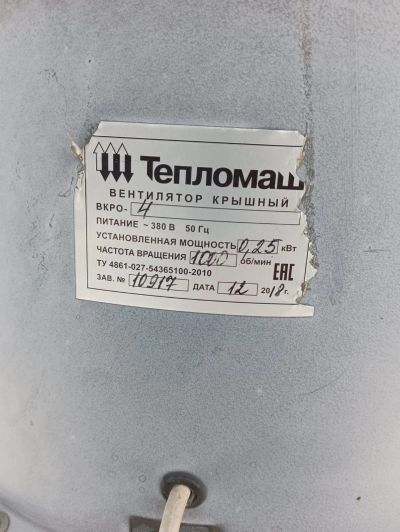 Тепломаш
ВЕНТИЛЯТОР КРЫШНЫЙ
ВКРО- 4
ПИТАНИЕ ~ 380 В 50 Гц
УСТАНОВЛЕННАЯ МОЩНОСТЬ 0,25 кВт
ЧАСТОТА ВРАЩЕНИЯ 1000 об/мин
ТУ 4861-027-54365100-2010
ЗАВ. № 10917 ДАТА 12 2018 г.
ЕАС